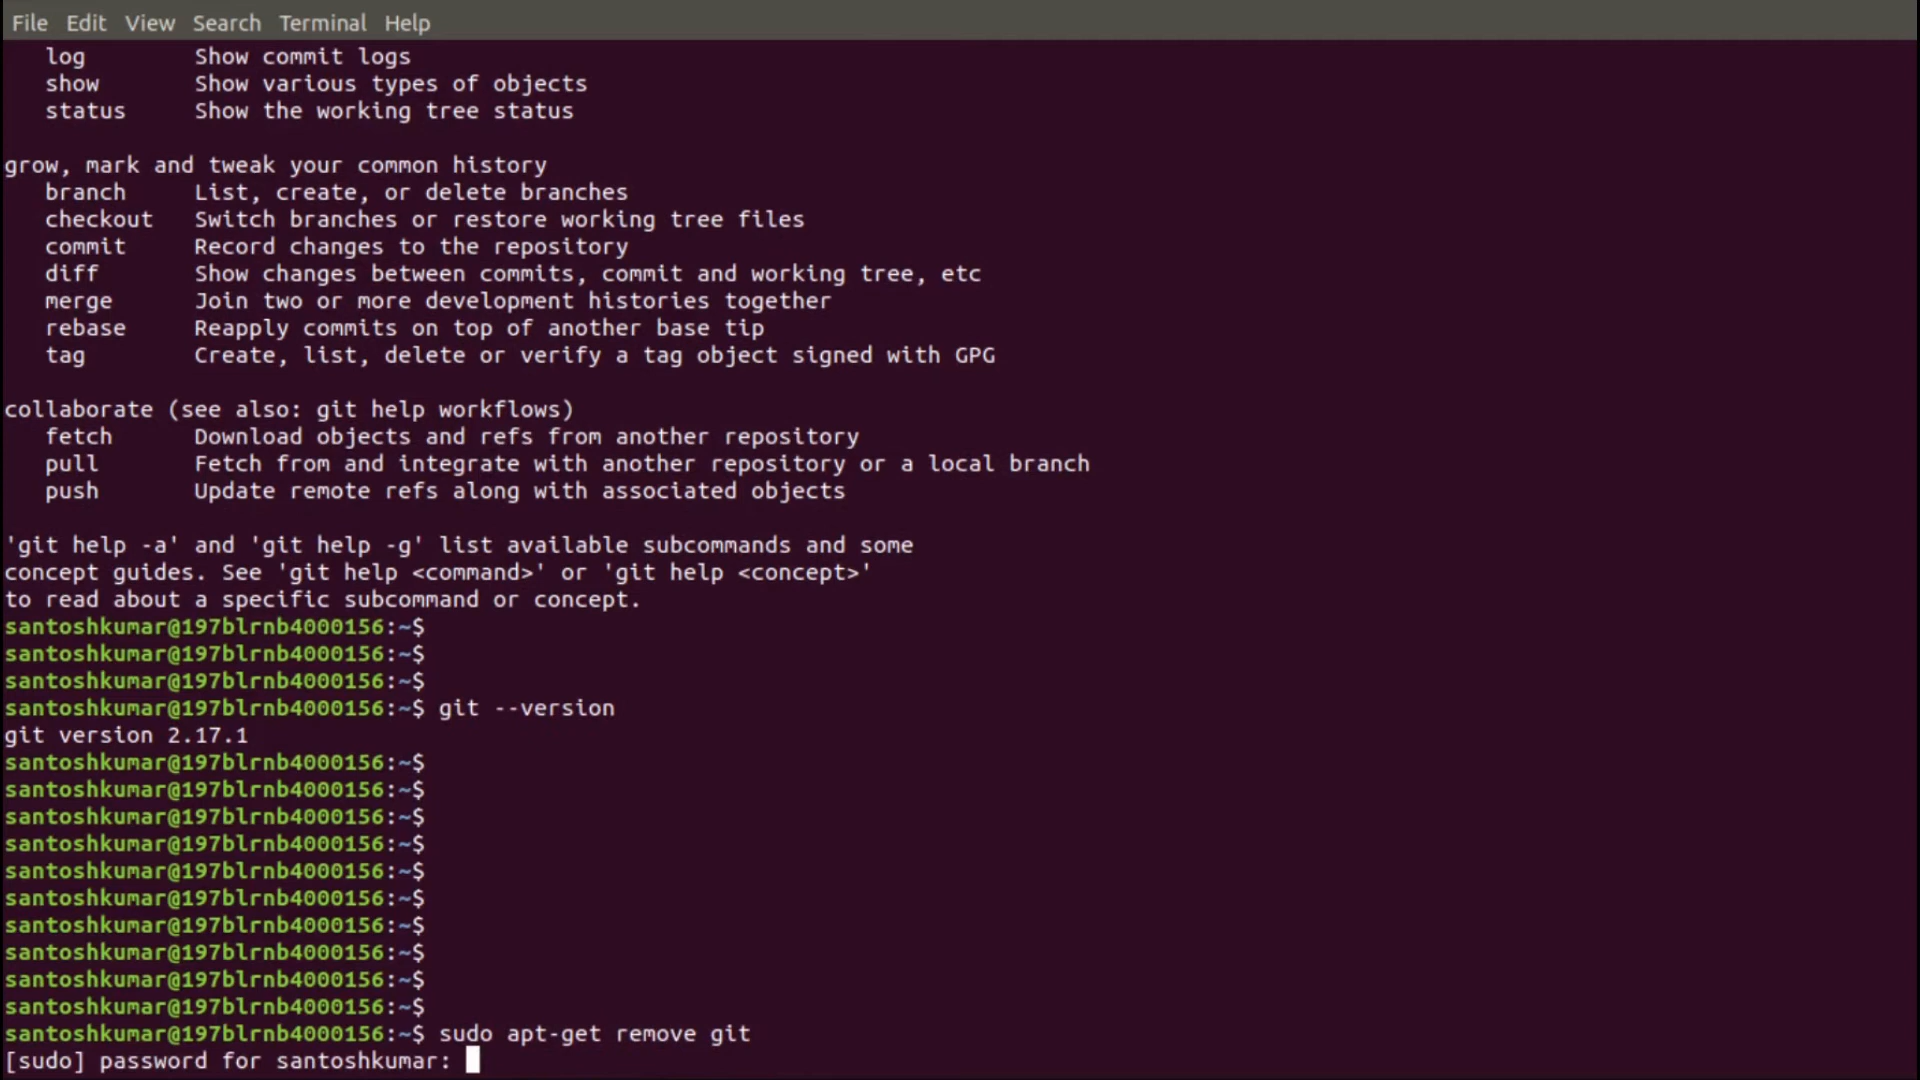 File Edit View Search Terminal Help
log Show commit logs
show Show various types of objects
status Show the working tree status
grow, mark and tweak your common history
branch List, create, or delete branches
checkout Switch branches or restore working tree files
commit Record changes to the repository
diff Show changes between commits, commit and working tree, etc
merge Join two or more development histories together
rebase Reapply commits on top of another base tip
tag Create, list, delete or verify a tag object signed with GPG
collaborate (see also: git help workflows)
fetch Download objects and refs from another repository
pull Fetch from and integrate with another repository or a local branch
push Update remote refs along with associated objects
'git help -a' and 'git help -g' list available subcommands and some
concept guides. See 'git help <command>' or 'git help <concept>'
to read about a specific subcommand or concept.
santoshkumar@197blrnb4000156:~$
santoshkumar@197blrnb4000156:~$
santoshkumar@197blrnb4000156:~$
santoshkumar@197blrnb4000156:~$ git --version
git version 2.17.1
santoshkumar@197blrnb4000156:~$
santoshkumar@197blrnb4000156:~$
santoshkumar@197blrnb4000156:~$
santoshkumar@197blrnb4000156:~$
santoshkumar@197blrnb4000156:~$
santoshkumar@197blrnb4000156:~$
santoshkumar@197blrnb4000156:~$
santoshkumar@197blrnb4000156:~$
santoshkumar@197blrnb4000156:~$
santoshkumar@197blrnb4000156:~$
santoshkumar@197blrnb4000156:~$ sudo apt-get remove git
[sudo] password for santoshkumar: